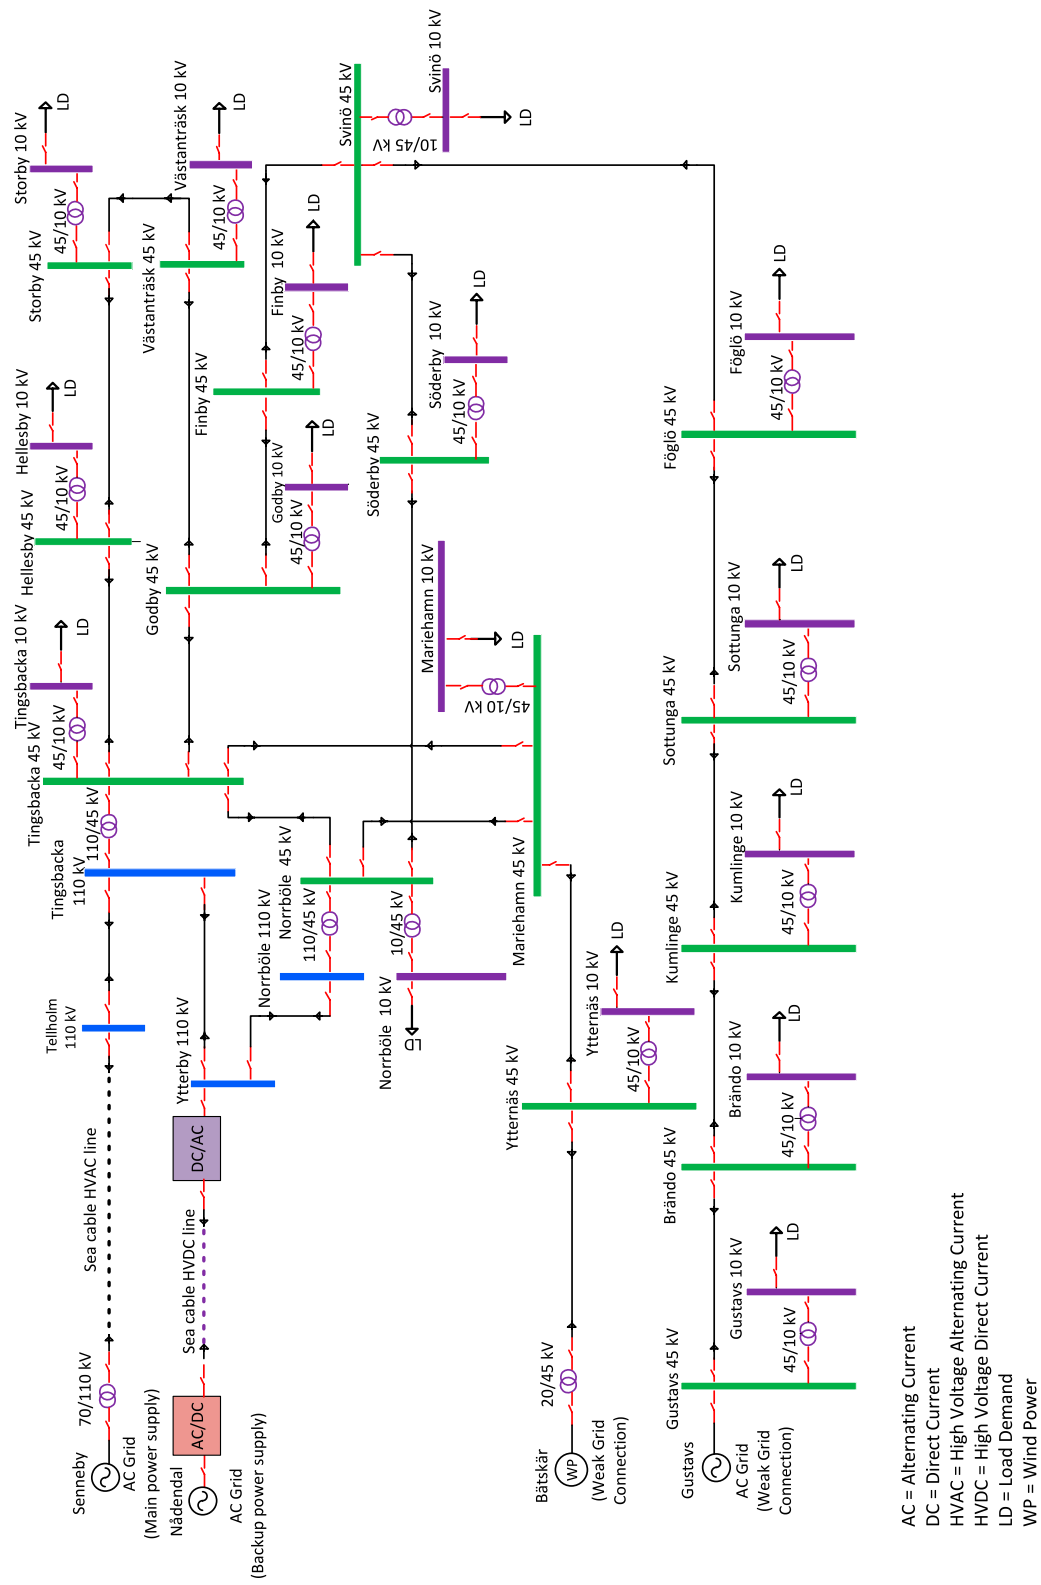 Storby 10 kV
LD
45/10 kV
Storby 45 kV
Västanträsk 10 kV
LD
45/10 kV
Västanträsk 45 kV
Svinö 45 kV
Svinö 10 kV
10/45 kV
LD
Hellesby 10 kV
LD
45/10 kV
Hellesby 45 kV
Finby 10 kV
LD
45/10 kV
Finby 45 kV
Söderby 10 kV
LD
45/10 kV
Söderby 45 kV
Föglö 10 kV
LD
45/10 kV
Föglö 45 kV
Tingsbacka 10 kV
LD
45/10 kV
Tingsbacka 45 kV
Godby 10 kV
LD
45/10 kV
Godby 45 kV
Mariehamn 10 kV
LD
45/10 kV
Mariehamn 45 kV
Sottunga 10 kV
LD
45/10 kV
Sottunga 45 kV
110/45 kV
Tingsbacka
110 kV
Norrböle 45 kV
110/45 kV
Norrböle 110 kV
10/45 kV
Norrböle 10 kV
LD
Kumlinge 10 kV
LD
45/10 kV
Kumlinge 45 kV
Tellholm
110 kV
Ytterby 110 kV
DC/AC
Ytternäs 10 kV
LD
45/10 kV
Ytternäs 45 kV
Brändo 10 kV
LD
45/10 kV
Brändo 45 kV
Sea cable HVAC line
Sea cable HVDC line
70/110 kV
AC/DC
20/45 kV
Gustavs 10 kV
LD
45/10 kV
Gustavs 45 kV
Senneby
AC Grid
(Main power supply)
Nådendal
AC Grid
(Backup power supply)
Båtskär
WP
(Weak Grid
Connection)
Gustavs
AC Grid
(Weak Grid
Connection)
AC = Alternating Current
DC = Direct Current
HVAC = High Voltage Alternating Current
HVDC = High Voltage Direct Current
LD = Load Demand
WP = Wind Power